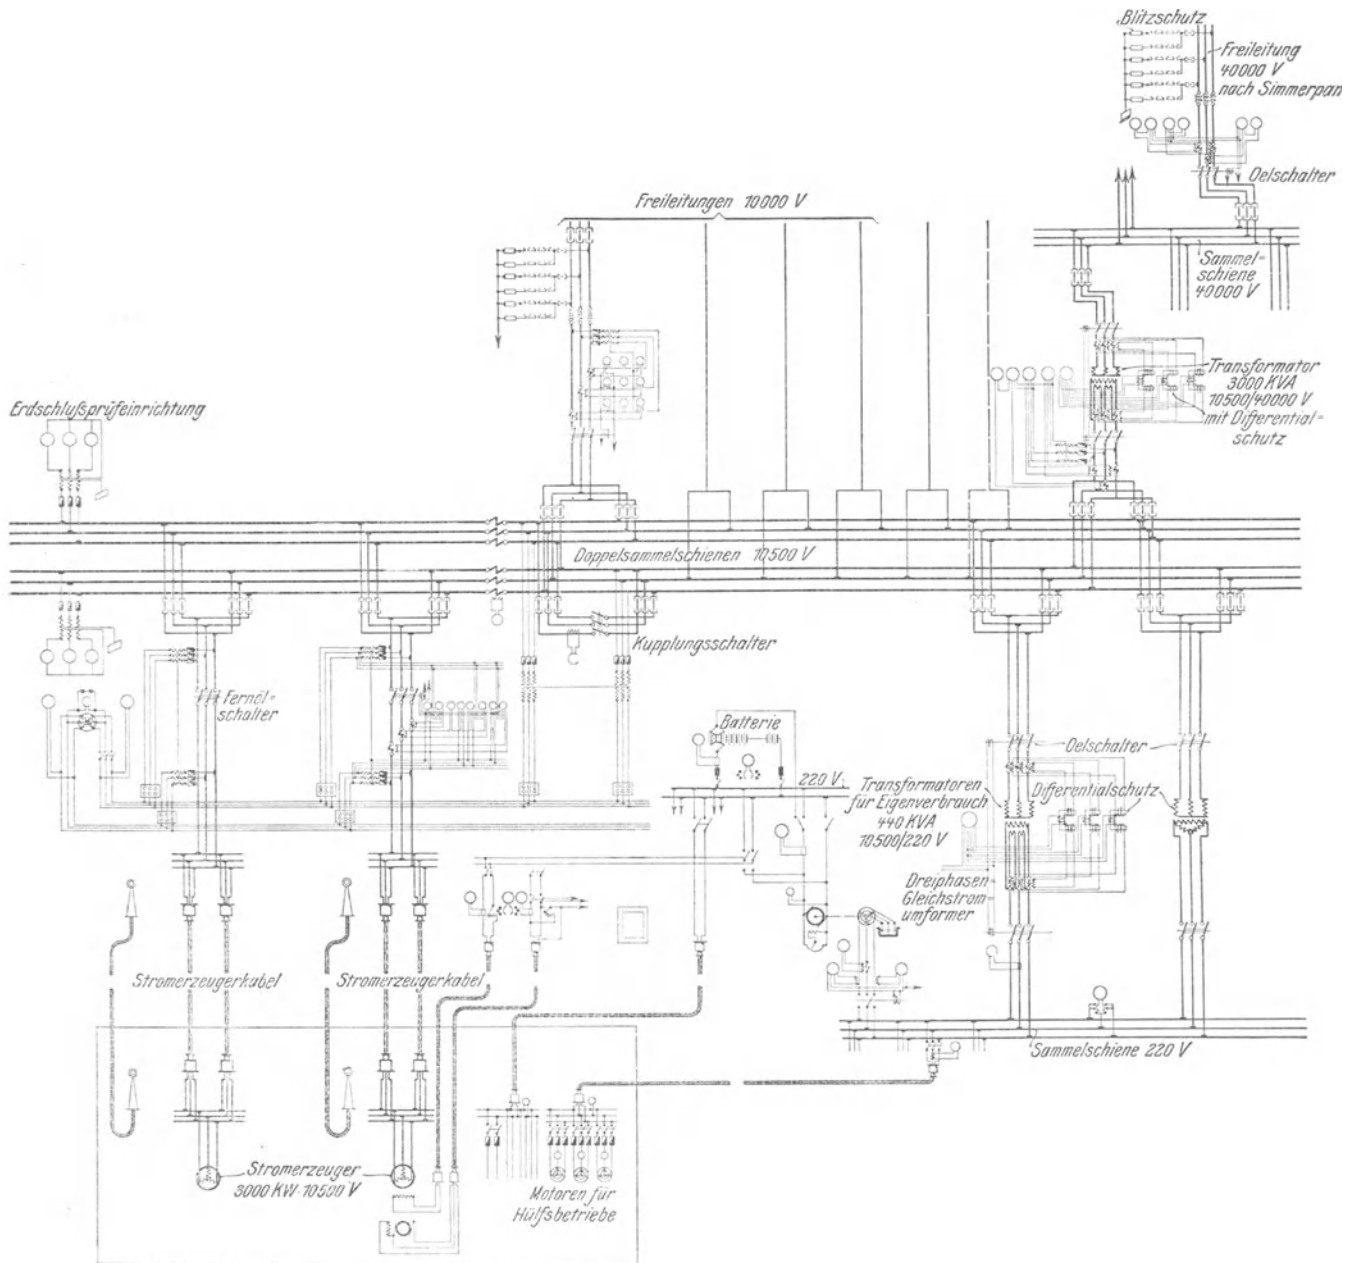 Blitzschutz
Freileitung
40000 V
nach Simmerpan
Oelschalter
Freileitungen 10000 V
Sammel=
schiene
40000 V
Transformator
3000 KVA
10500/40000 V
mit Differential=
schutz
Erdschlußprüfeinrichtung
Doppelsammelschienen 10500 V
Kupplungsschalter
Fernöl=
schalter
Batterie
Oelschalter
220 V
Transformatoren
für Eigenverbrauch
440 KVA
10500/220 V
Differentialschutz
Dreiphasen
Gleichstrom=
umformer
Stromerzeugerkabel
Stromerzeugerkabel
Sammelschiene 220 V
Stromerzeuger
3000 KW·10500 V
Motoren für
Hülfsbetriebe